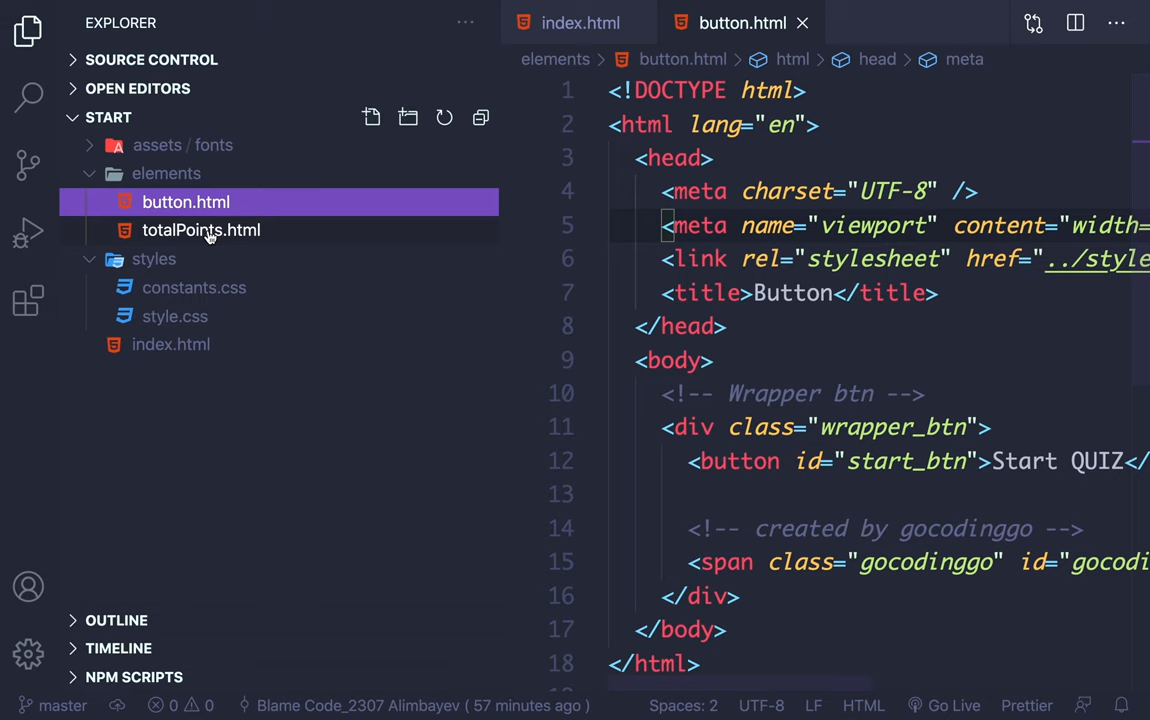 EXPLORER
SOURCE CONTROL
OPEN EDITORS
START
assets / fonts
elements
button.html
totalPoints.html
styles
constants.css
style.css
index.html
OUTLINE
TIMELINE
NPM SCRIPTS
index.html
button.html
elements > button.html > html > head > meta
1 <!DOCTYPE html>
2 <html lang="en">
3 <head>
4 <meta charset="UTF-8" />
5 <meta name="viewport" content="width=
6 <link rel="stylesheet" href="../style
7 <title>Button</title>
8 </head>
9 <body>
10 <!-- Wrapper btn -->
11 <div class="wrapper_btn">
12 <button id="start_btn">Start QUIZ</
13
14 <!-- created by gocodinggo -->
15 <span class="gocodinggo" id="gocodi
16 </div>
17 </body>
18 </html>
master 0 0 Blame Code_2307 Alimbayev ( 57 minutes ago ) Spaces: 2 UTF-8 LF HTML Go Live Prettier